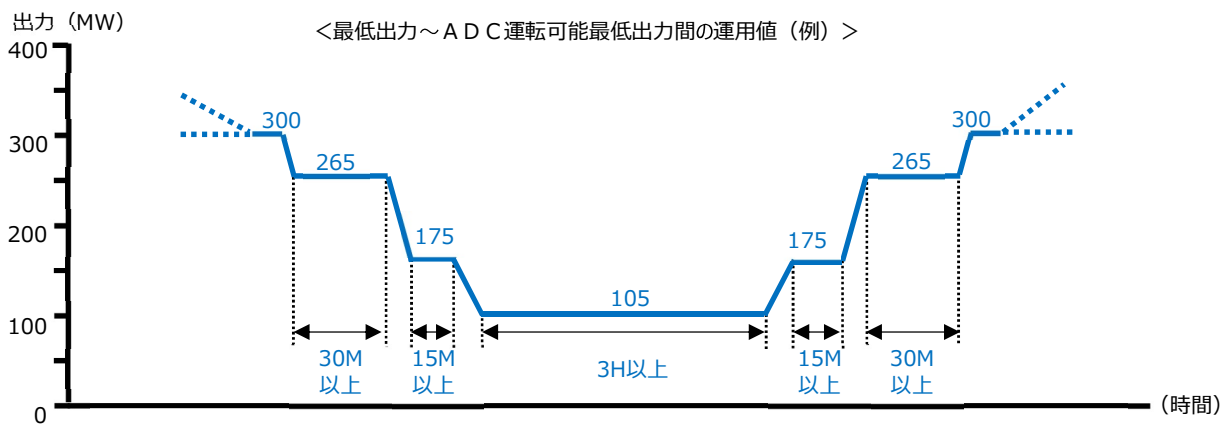 出力（MW）
＜最低出力～ＡＤＣ運転可能最低出力間の運用値（例）＞
400
300
200
100
0
300
265
175
105
175
265
300
30M
以上
15M
以上
3H以上
15M
以上
30M
以上
（時間）